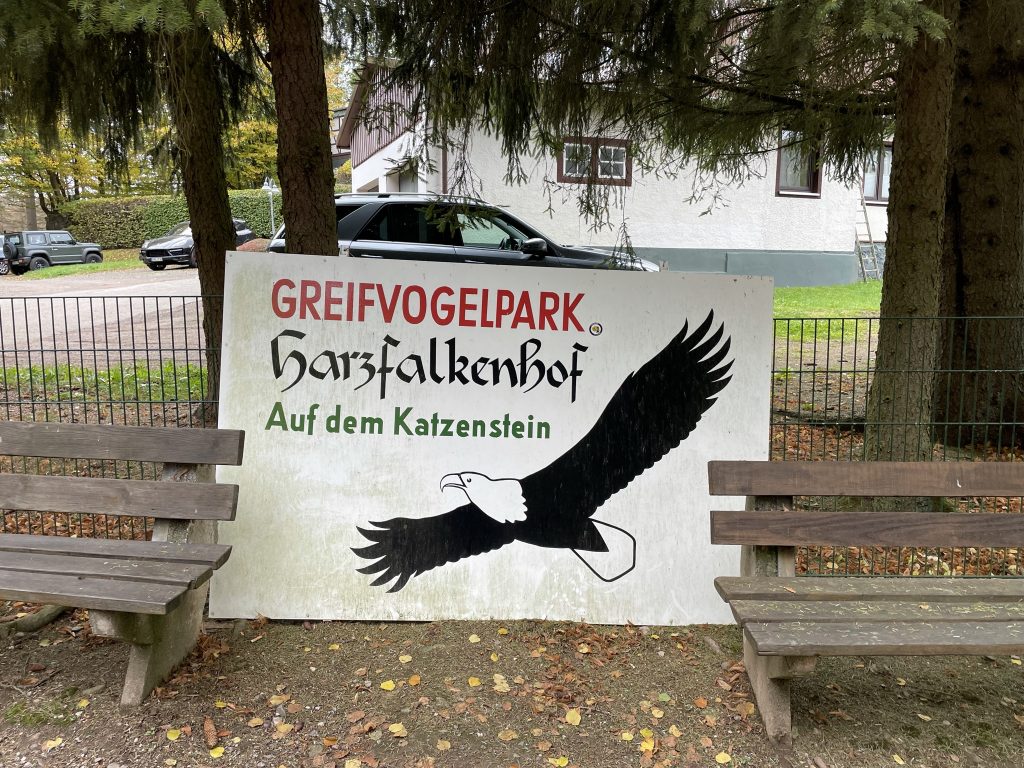 GREIFVOGELPARK
Harzfalkenhof
Auf dem Katzenstein